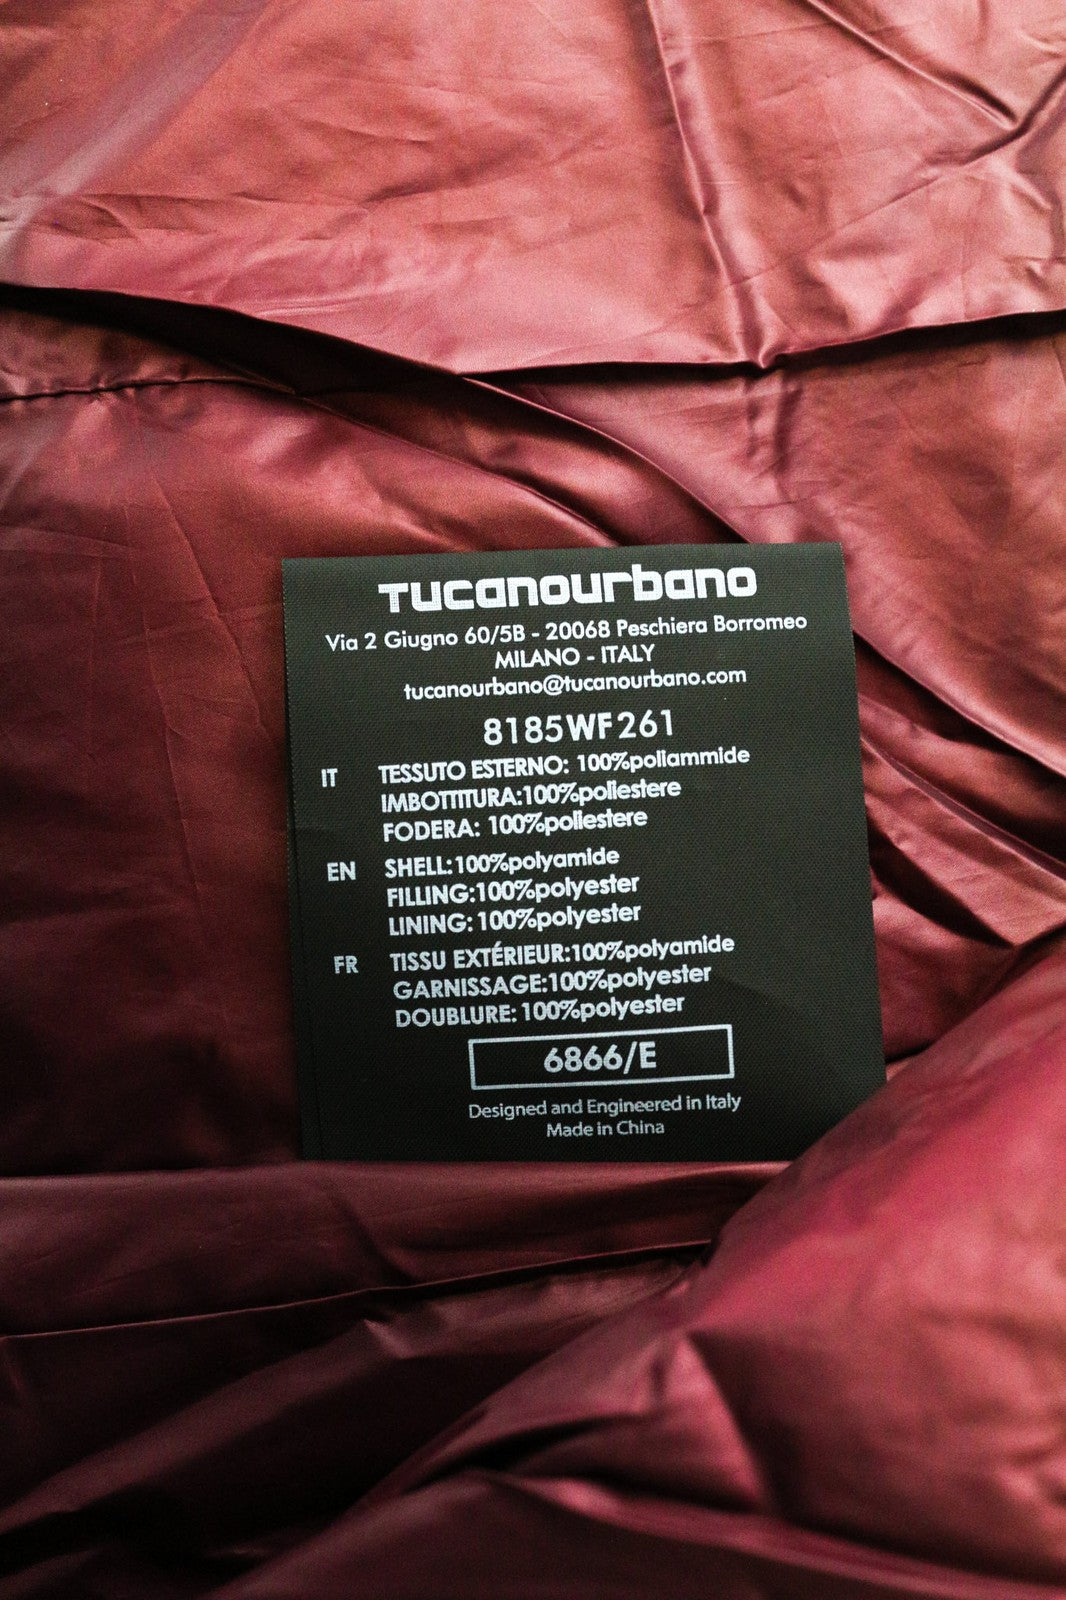 TUCANOURBANO
Via 2 Giugno 60/5B - 20068 Peschiera Borromeo
MILANO - ITALY
tucanourbano@tucanourbano.com
8185WF261
IT TESSUTO ESTERNO: 100%poliammide
IMBOTTITURA:100%poliestere
FODERA: 100%poliestere
EN SHELL:100%polyamide
FILLING:100%polyester
LINING: 100%polyester
FR TISSU EXTÉRIEUR:100%polyamide
GARNISSAGE:100%polyester
DOUBLURE: 100%polyester
6866/E
Designed and Engineered in Italy
Made in China